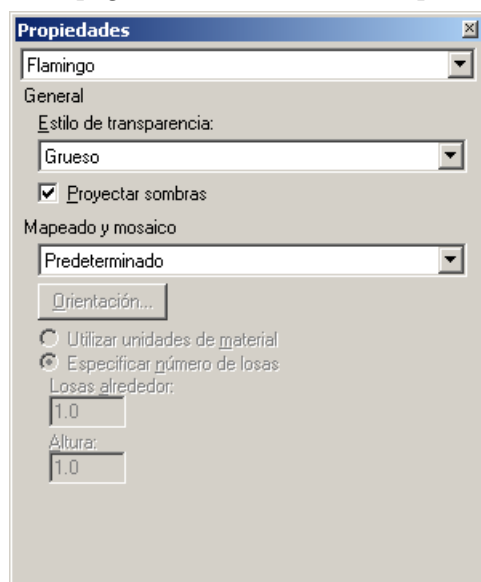 Propiedades
Flamingo
General
Estilo de transparencia:
Grueso
Proyectar sombras
Mapeado y mosaico
Predeterminado
Orientación...
Utilizar unidades de material
Especificar número de losas
Losas alrededor:
1.0
Altura:
1.0